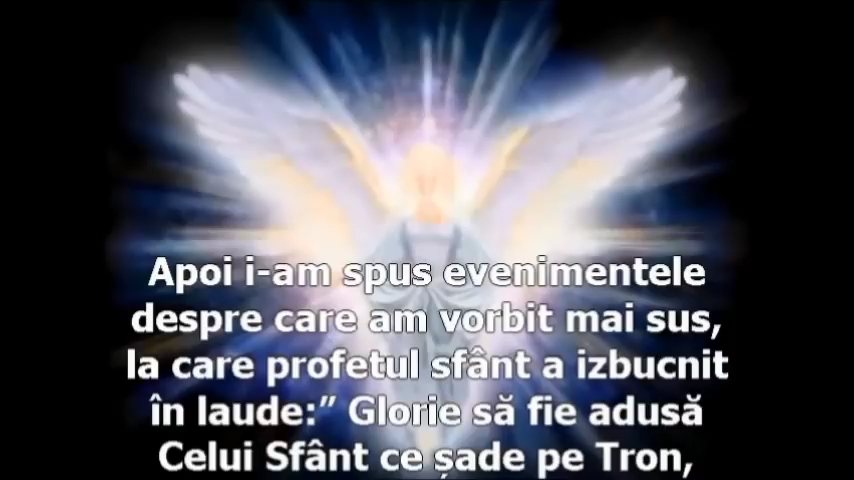 Apoi i-am spus evenimentele
despre care am vorbit mai sus,
la care profetul sfânt a izbucnit
în laude:” Glorie să fie adusă
Celui Sfânt ce șade pe Tron,